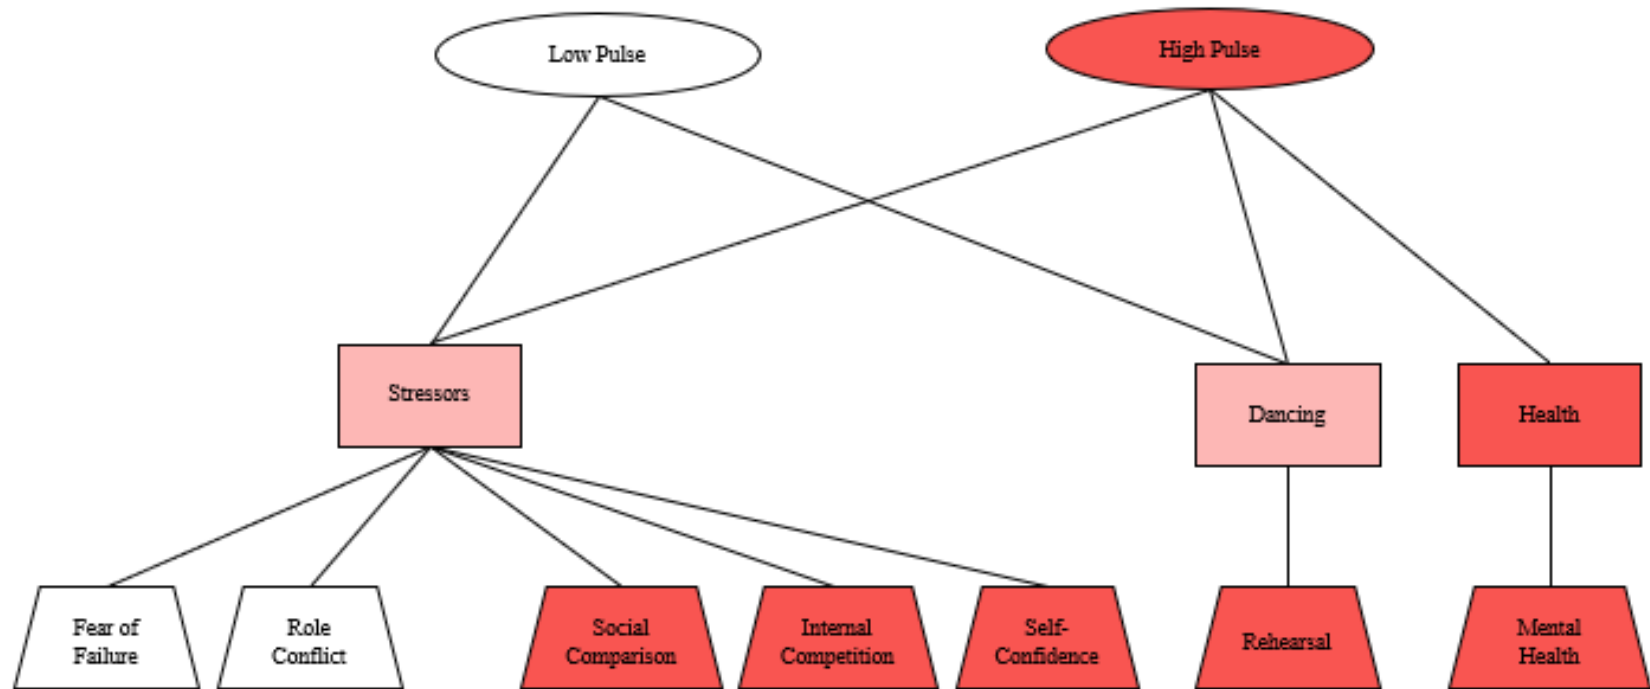 Low Pulse
High Pulse
Stressors
Dancing
Health
Fear of
Failure
Role
Conflict
Social
Comparison
Internal
Competition
Self-
Confidence
Rehearsal
Mental
Health